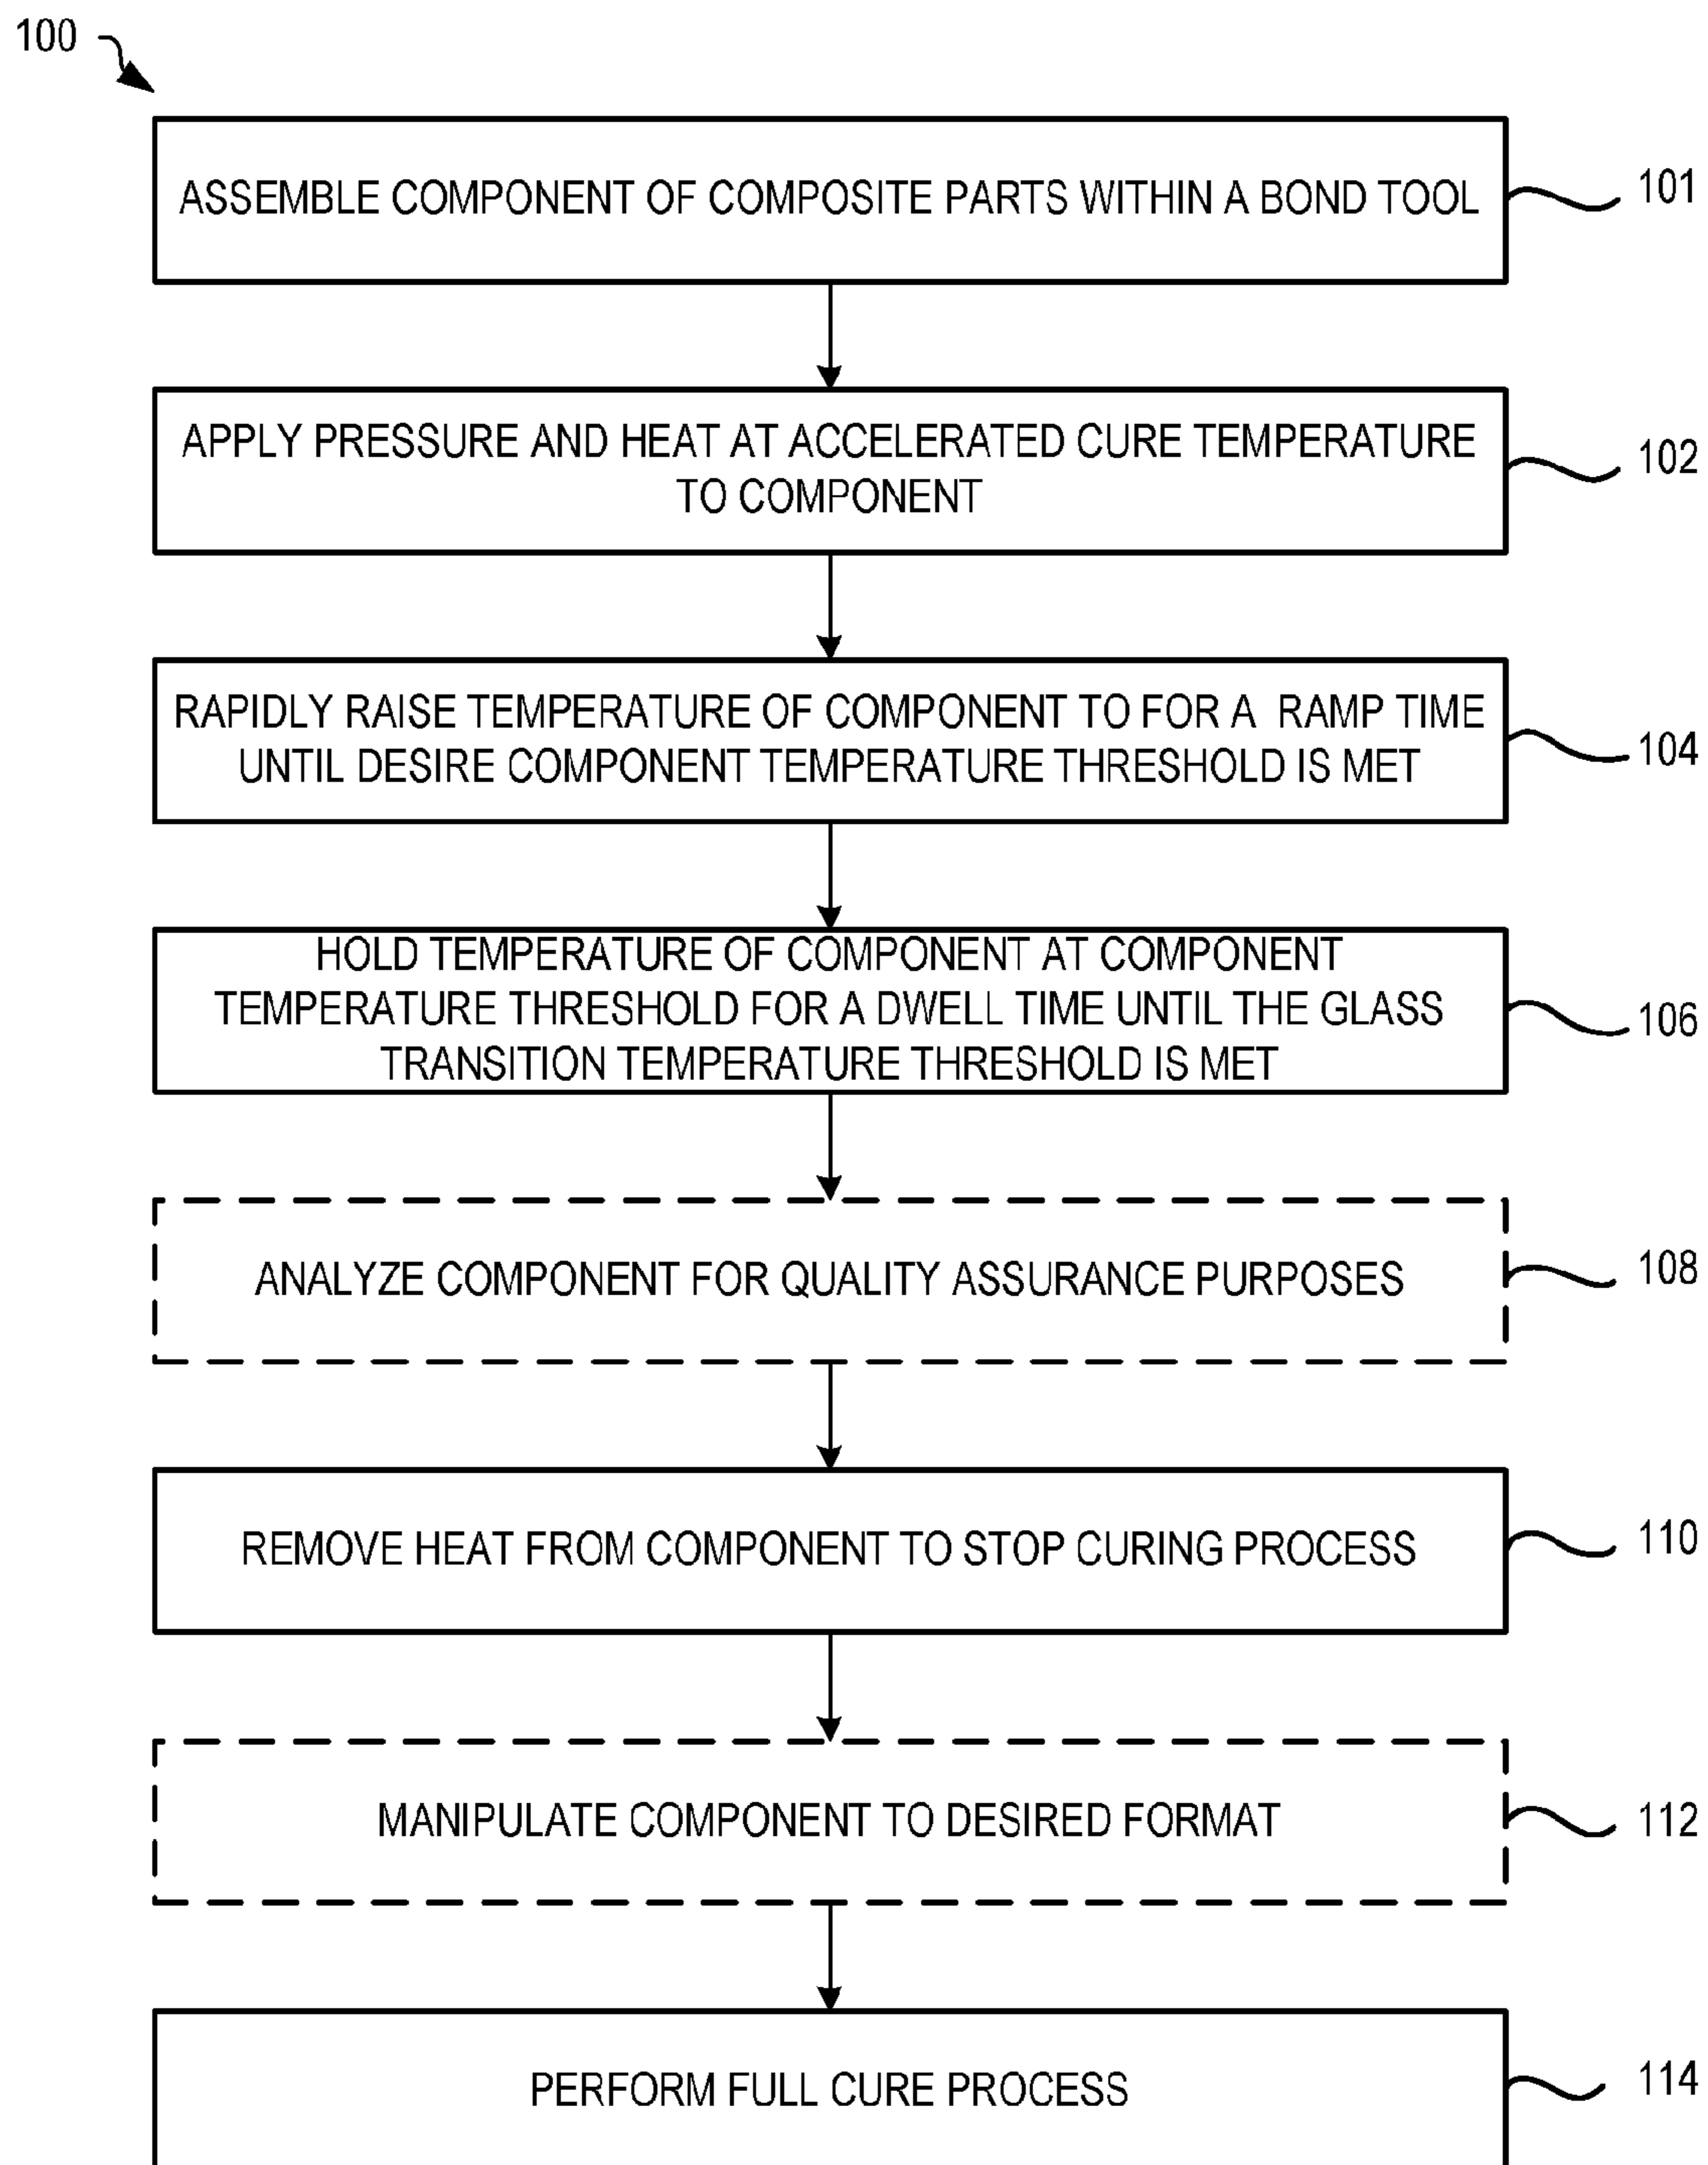 100
ASSEMBLE COMPONENT OF COMPOSITE PARTS WITHIN A BOND TOOL
101
APPLY PRESSURE AND HEAT AT ACCELERATED CURE TEMPERATURE
TO COMPONENT
102
RAPIDLY RAISE TEMPERATURE OF COMPONENT TO FOR A RAMP TIME
UNTIL DESIRE COMPONENT TEMPERATURE THRESHOLD IS MET
104
HOLD TEMPERATURE OF COMPONENT AT COMPONENT
TEMPERATURE THRESHOLD FOR A DWELL TIME UNTIL THE GLASS
TRANSITION TEMPERATURE THRESHOLD IS MET
106
ANALYZE COMPONENT FOR QUALITY ASSURANCE PURPOSES
108
REMOVE HEAT FROM COMPONENT TO STOP CURING PROCESS
110
MANIPULATE COMPONENT TO DESIRED FORMAT
112
PERFORM FULL CURE PROCESS
114